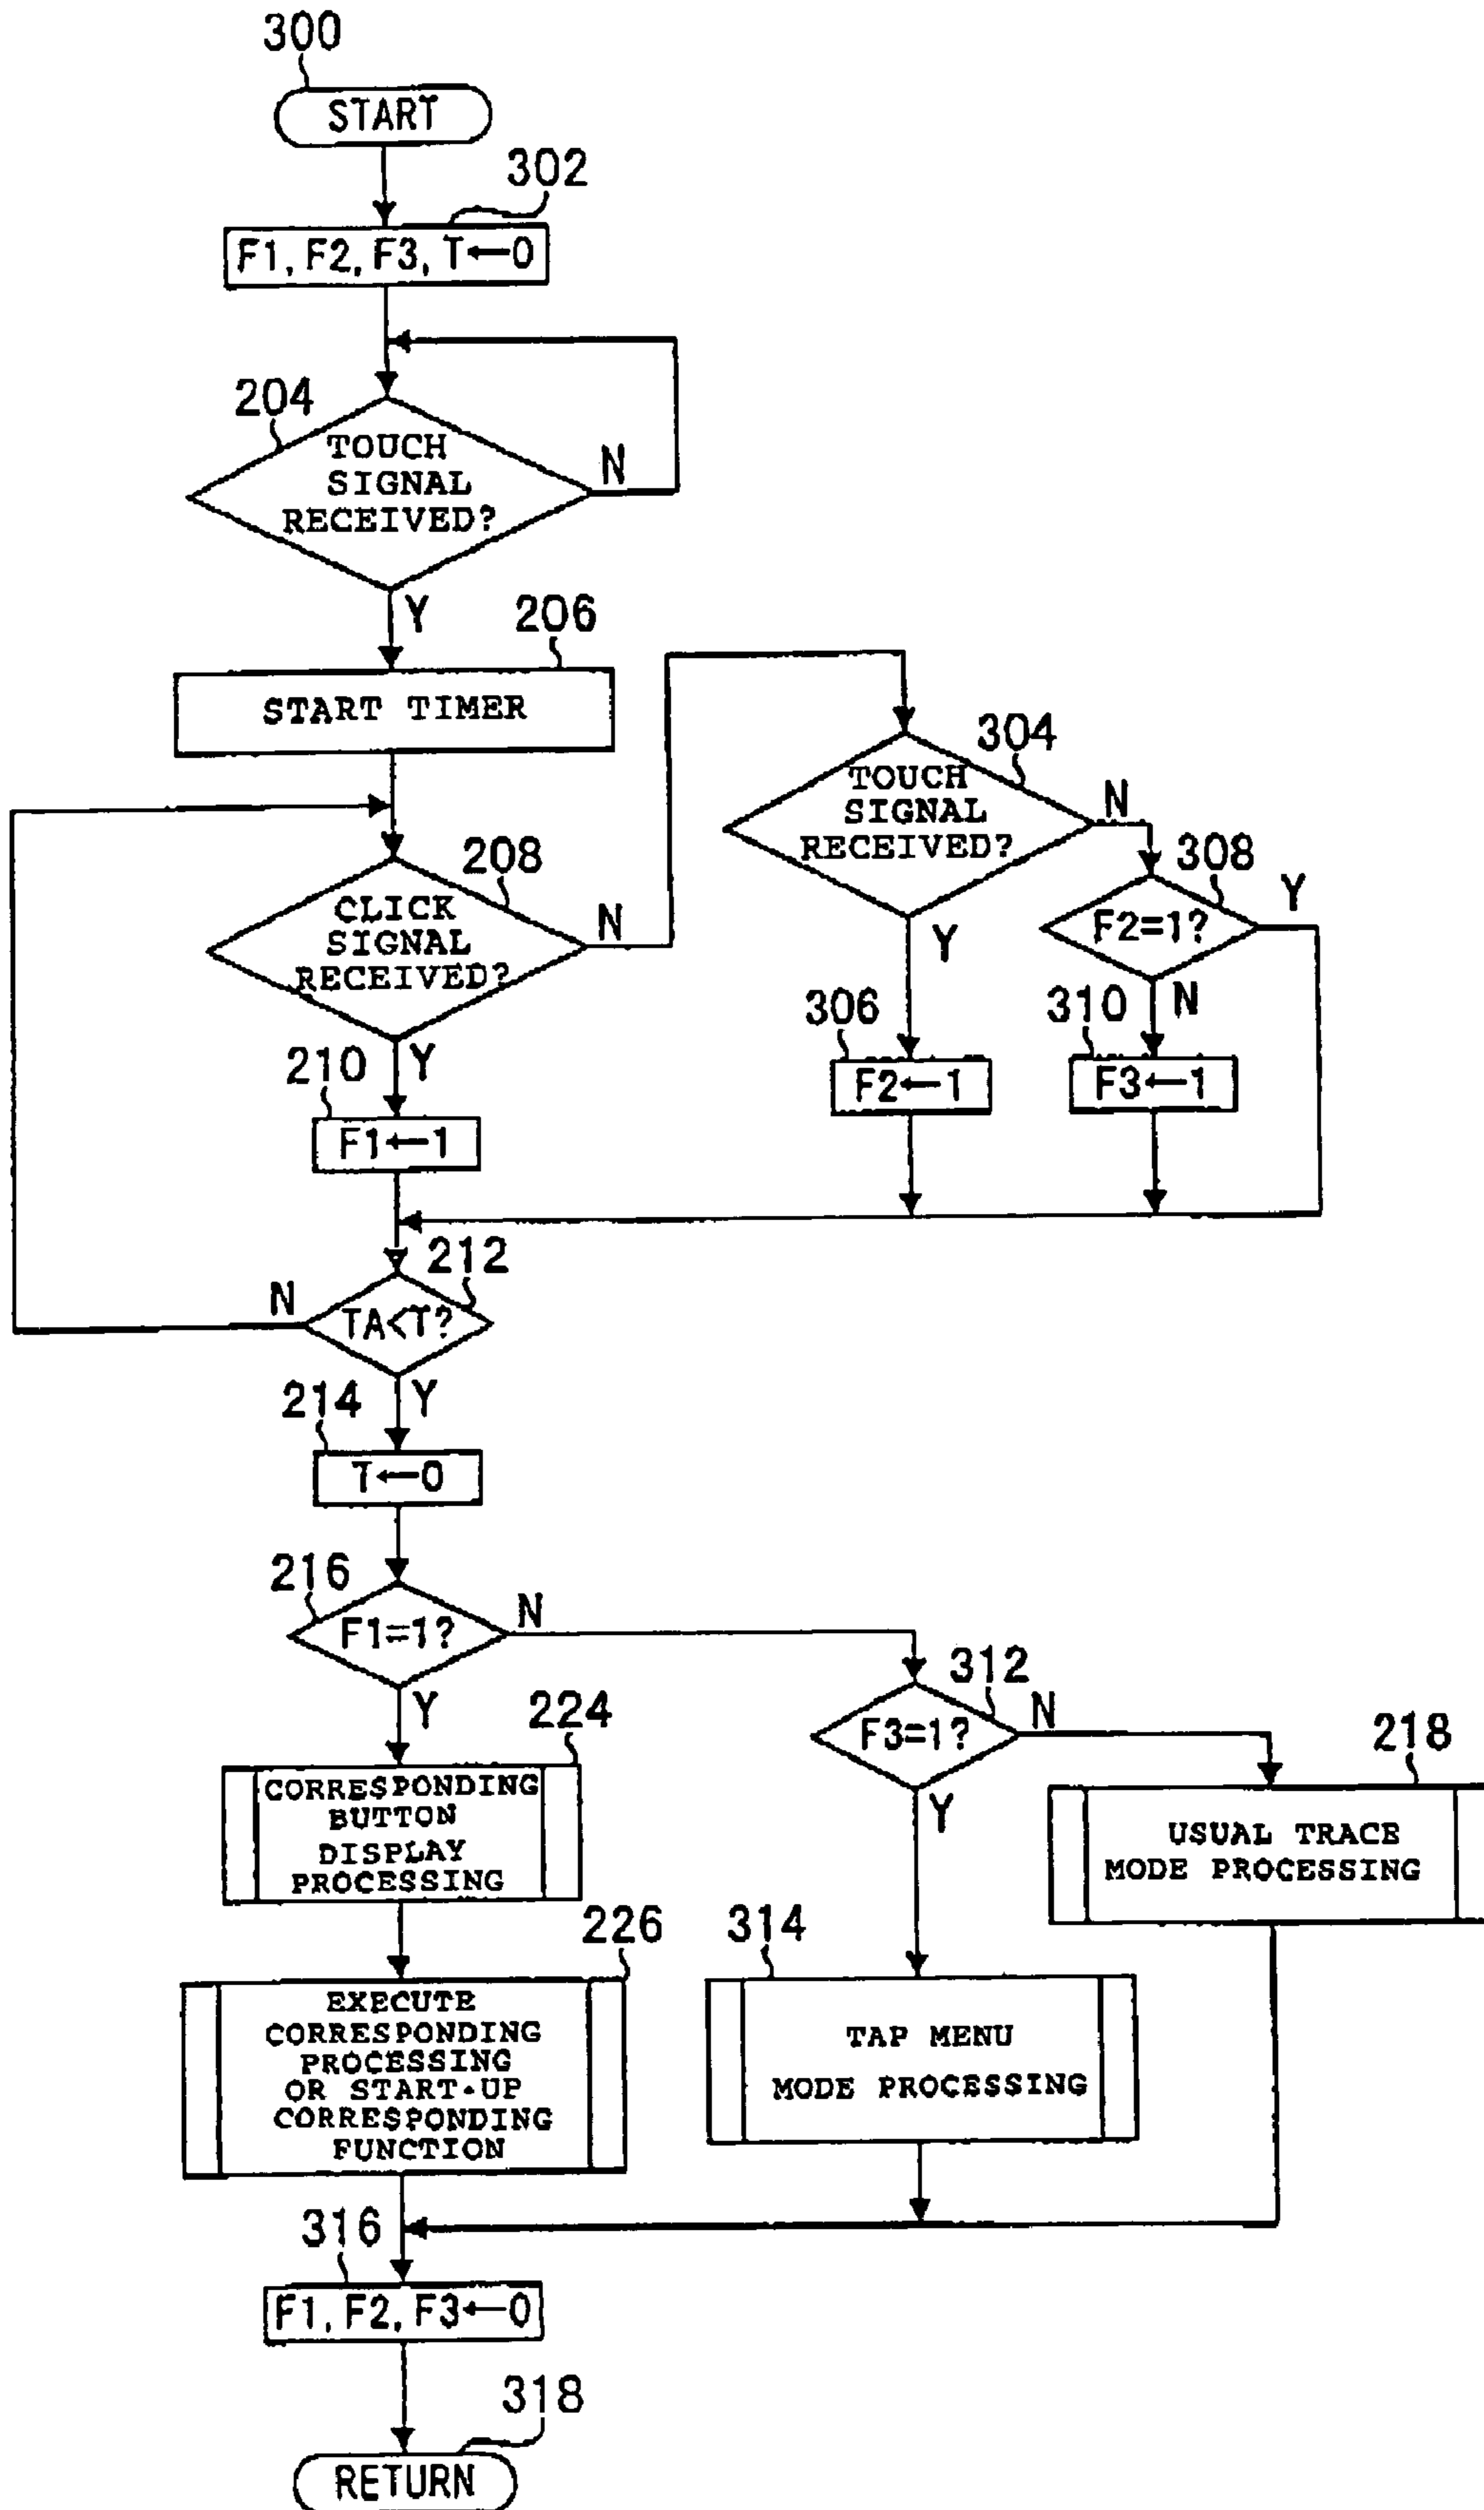 300
START
302
F1, F2, F3, T←0
204
TOUCH
SIGNAL
RECEIVED?
N
Y
206
START TIMER
304
TOUCH
SIGNAL
RECEIVED?
N
208
CLICK
SIGNAL
RECEIVED?
N
308
F2=1?
Y
Y
N
306
F2←1
310
F3←1
210
Y
F1←1
212
TA<T?
N
Y
214
T←0
216
F1=1?
N
Y
312
F3=1?
N
Y
224
CORRESPONDING
BUTTON
DISPLAY
PROCESSING
218
USUAL TRACE
MODE PROCESSING
226
EXECUTE
CORRESPONDING
PROCESSING
OR START·UP
CORRESPONDING
FUNCTION
314
TAP MENU
MODE PROCESSING
316
F1, F2, F3←0
318
RETURN